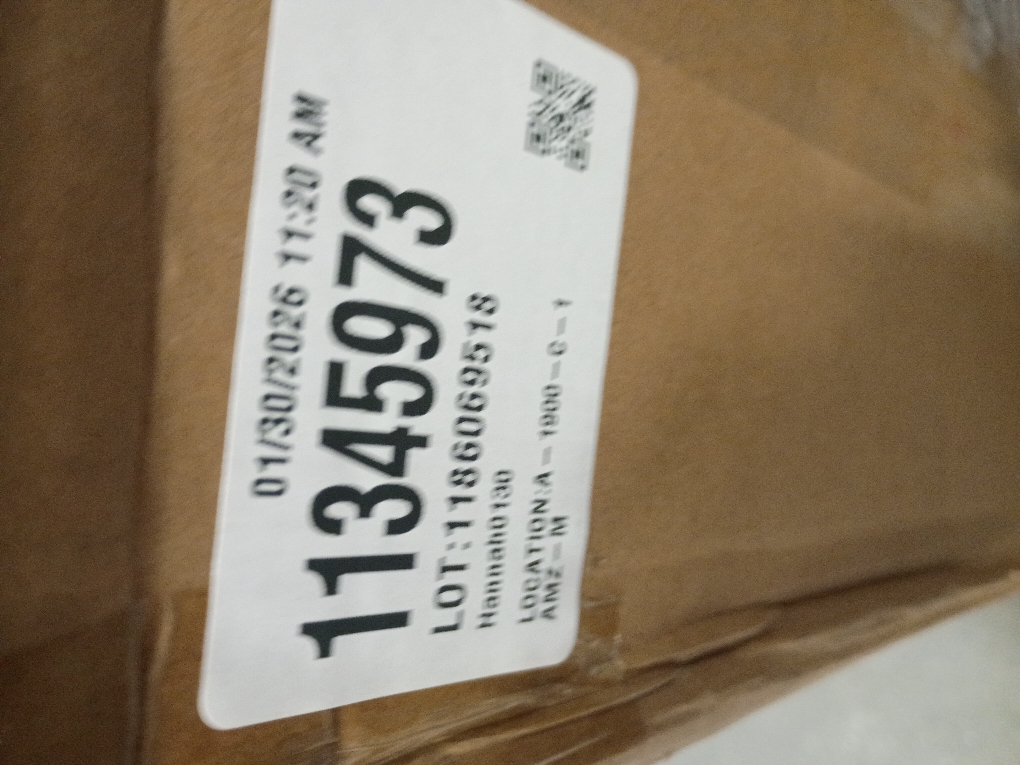 01/30/2026 11:20 AM
11345973
LOT:1186069518
Hannah0130
LOCATION:A-1900-C-1
AMZ-M